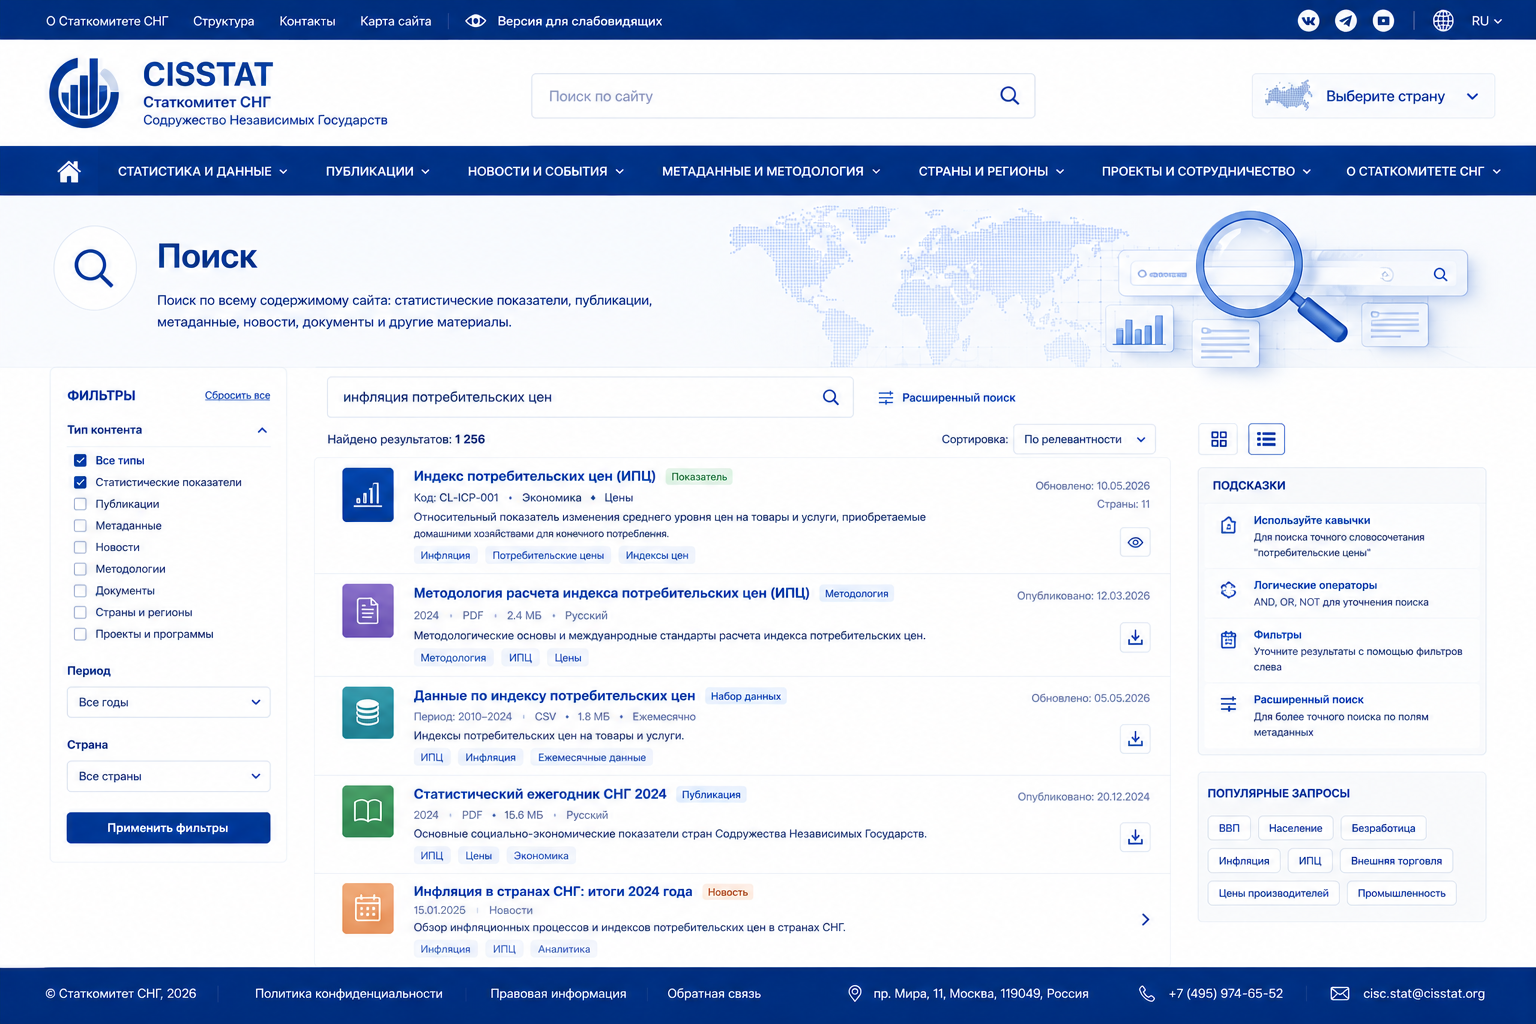 О Статкомитете СНГ
Структура
Контакты
Карта сайта
Версия для слабовидящих
RU
CISSTAT
Статкомитет СНГ
Содружество Независимых Государств
Поиск по сайту
Выберите страну
СТАТИСТИКА И ДАННЫЕ
ПУБЛИКАЦИИ
НОВОСТИ И СОБЫТИЯ
МЕТАДАННЫЕ И МЕТОДОЛОГИЯ
СТРАНЫ И РЕГИОНЫ
ПРОЕКТЫ И СОТРУДНИЧЕСТВО
О СТАТКОМИТЕТЕ СНГ
Поиск
Поиск по всему содержимому сайта: статистические показатели, публикации,
метаданные, новости, документы и другие материалы.
ФИЛЬТРЫ
Сбросить все
Тип контента
Все типы
Статистические показатели
Публикации
Метаданные
Новости
Методологии
Документы
Страны и регионы
Проекты и программы
Период
Все годы
Страна
Все страны
Применить фильтры
инфляция потребительских цен
Расширенный поиск
Найдено результатов: 1 256
Сортировка:
По релевантности
Индекс потребительских цен (ИПЦ)
Показатель
Код: CL-ICP-001 • Экономика • Цены
Относительный показатель изменения среднего уровня цен на товары и услуги, приобретаемые
домашними хозяйствами для конечного потребления.
Инфляция
Потребительские цены
Индексы цен
Обновлено: 10.05.2026
Страны: 11
Методология расчета индекса потребительских цен (ИПЦ)
Методология
2024 • PDF • 2.4 МБ • Русский
Методологические основы и междуанродные стандарты расчета индекса потребительских цен.
Методология
ИПЦ
Цены
Опубликовано: 12.03.2026
Данные по индексу потребительских цен
Набор данных
Период: 2010–2024 • CSV • 1.8 МБ • Ежемесячно
Индексы потребительских цен на товары и услуги.
ИПЦ
Инфляция
Ежемесячные данные
Обновлено: 05.05.2026
Статистический ежегодник СНГ 2024
Публикация
2024 • PDF • 15.6 МБ • Русский
Основные социально-экономические показатели стран Содружества Независимых Государств.
ИПЦ
Цены
Экономика
Опубликовано: 20.12.2024
Инфляция в странах СНГ: итоги 2024 года
Новость
15.01.2025 | Новости
Обзор инфляционных процессов и индексов потребительских цен в странах СНГ.
Инфляция
ИПЦ
Аналитика
ПОДСКАЗКИ
Используйте кавычки
Для поиска точного словосочетания
"потребительские цены"
Логические операторы
AND, OR, NOT для уточнения поиска
Фильтры
Уточните результаты с помощью фильтров
слева
Расширенный поиск
Для более точного поиска по полям
метаданных
ПОПУЛЯРНЫЕ ЗАПРОСЫ
ВВП
Население
Безработица
Инфляция
ИПЦ
Внешняя торговля
Цены производителей
Промышленность
© Статкомитет СНГ, 2026
Политика конфиденциальности
Правовая информация
Обратная связь
пр. Мира, 11, Москва, 119049, Россия
+7 (495) 974-65-52
cisc.stat@cisstat.org